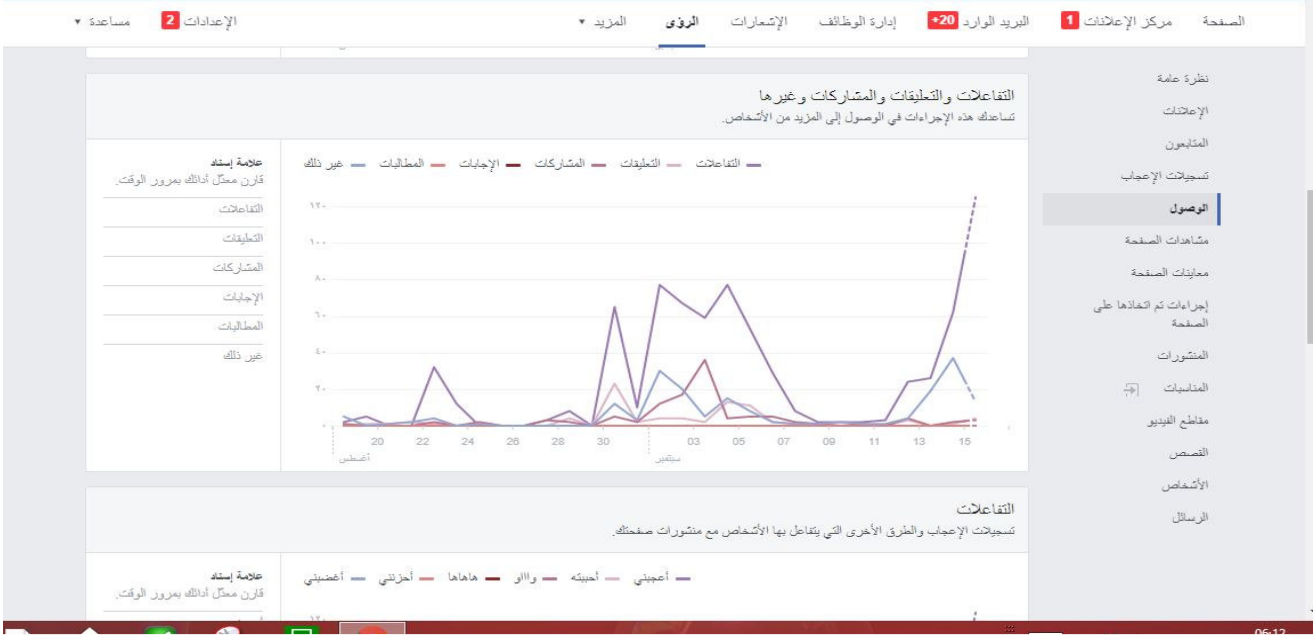 الصفحة
مركز الإعلانات 1
البريد الوارد 20+
إدارة الوظائف
الإشعارات
الرؤى
المزيد
الإعدادات 2
مساعدة
نظرة عامة
الإعلانات
المتابعون
تسجيلات الإعجاب
الوصول
مشاهدات الصفحة
معاينات الصفحة
إجراءات تم اتخاذها على
الصفحة
المنشورات
المناسبات
مقاطع الفيديو
القصص
الأشخاص
الرسائل
التفاعلات والتعليقات والمشاركات وغيرها
تساعدك هذه الإجراءات في الوصول إلى المزيد من الأشخاص.
التفاعلات التعليقات المشاركات الإجابات المطالبات غير ذلك
١٢٠
١٠٠
٨٠
٦٠
٤٠
٢٠
٠
20 22 24 26 28 30 03 05 07 09 11 13 15
أغسطس سبتمبر
علامة إسناد
قارن معدّل أدائك بمرور الوقت.
التفاعلات
التعليقات
المشاركات
الإجابات
المطالبات
غير ذلك
التفاعلات
تسجيلات الإعجاب والطرق الأخرى التي يتفاعل بها الأشخاص مع منشورات صفحتك.
أعجبني أحببته واااو هاهاها أحزنني أغضبني
١٢٠
علامة إسناد
قارن معدّل أدائك بمرور الوقت.
06:12